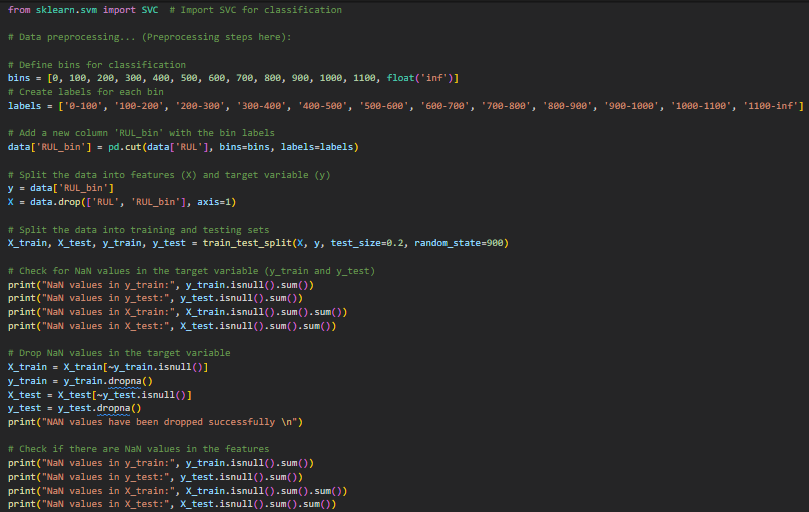 from sklearn.svm import SVC  # Import SVC for classification
# Data preprocessing... (Preprocessing steps here):
# Define bins for classification
bins = [0, 100, 200, 300, 400, 500, 600, 700, 800, 900, 1000, 1100, float('inf')]
# Create labels for each bin
labels = ['0-100', '100-200', '200-300', '300-400', '400-500', '500-600', '600-700', '700-800', '800-900', '900-1000', '1000-1100', '1100-inf']
# Add a new column 'RUL_bin' with the bin labels
data['RUL_bin'] = pd.cut(data['RUL'], bins=bins, labels=labels)
# Split the data into features (X) and target variable (y)
y = data['RUL_bin']
X = data.drop(['RUL', 'RUL_bin'], axis=1)
# Split the data into training and testing sets
X_train, X_test, y_train, y_test = train_test_split(X, y, test_size=0.2, random_state=900)
# Check for NaN values in the target variable (y_train and y_test)
print("NaN values in y_train:", y_train.isnull().sum())
print("NaN values in y_test:", y_test.isnull().sum())
print("NaN values in X_train:", X_train.isnull().sum().sum())
print("NaN values in X_test:", X_test.isnull().sum().sum())
# Drop NaN values in the target variable
X_train = X_train[~y_train.isnull()]
y_train = y_train.dropna()
X_test = X_test[~y_test.isnull()]
y_test = y_test.dropna()
print("NAN values have been dropped successfully \n")
# Check if there are NaN values in the features
print("NaN values in y_train:", y_train.isnull().sum())
print("NaN values in y_test:", y_test.isnull().sum())
print("NaN values in X_train:", X_train.isnull().sum().sum())
print("NaN values in X_test:", X_test.isnull().sum().sum())